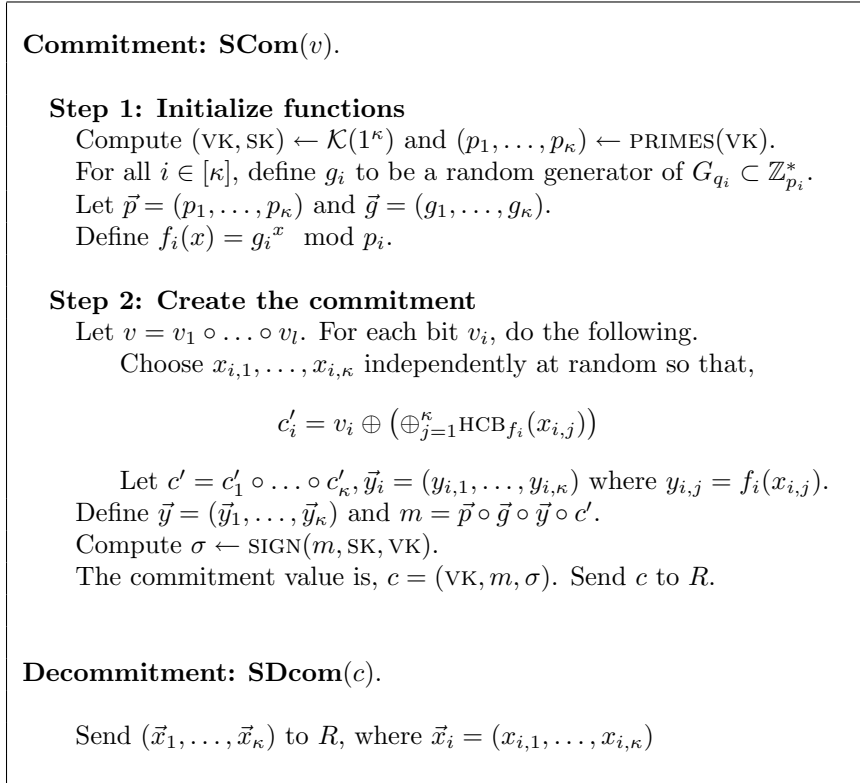 Commitment: SCom(v).
Step 1: Initialize functions
Compute (VK, SK) ← 𝒦(1^κ) and (p_1, . . . , p_κ) ← PRIMES(VK).
For all i ∈ [κ], define g_i to be a random generator of G_{q_i} ⊂ ℤ*_{p_i}.
Let p⃗ = (p_1, . . . , p_κ) and g⃗ = (g_1, . . . , g_κ).
Define f_i(x) = g_i^x mod p_i.
Step 2: Create the commitment
Let v = v_1 ∘ . . . ∘ v_l. For each bit v_i, do the following.
Choose x_{i,1}, . . . , x_{i,κ} independently at random so that,
c′_i = v_i ⊕ (⊕^κ_{j=1} HCB_{f_i}(x_{i,j}))
Let c′ = c′_1 ∘ . . . ∘ c′_κ, y⃗_i = (y_{i,1}, . . . , y_{i,κ}) where y_{i,j} = f_i(x_{i,j}).
Define y⃗ = (y⃗_1, . . . , y⃗_κ) and m = p⃗ ∘ g⃗ ∘ y⃗ ∘ c′.
Compute σ ← SIGN(m, SK, VK).
The commitment value is, c = (VK, m, σ). Send c to R.
Decommitment: SDcom(c).
Send (x⃗_1, . . . , x⃗_κ) to R, where x⃗_i = (x_{i,1}, . . . , x_{i,κ})